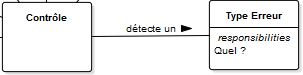 Contrôle
détecte un
Type Erreur
responsibilities
Quel ?